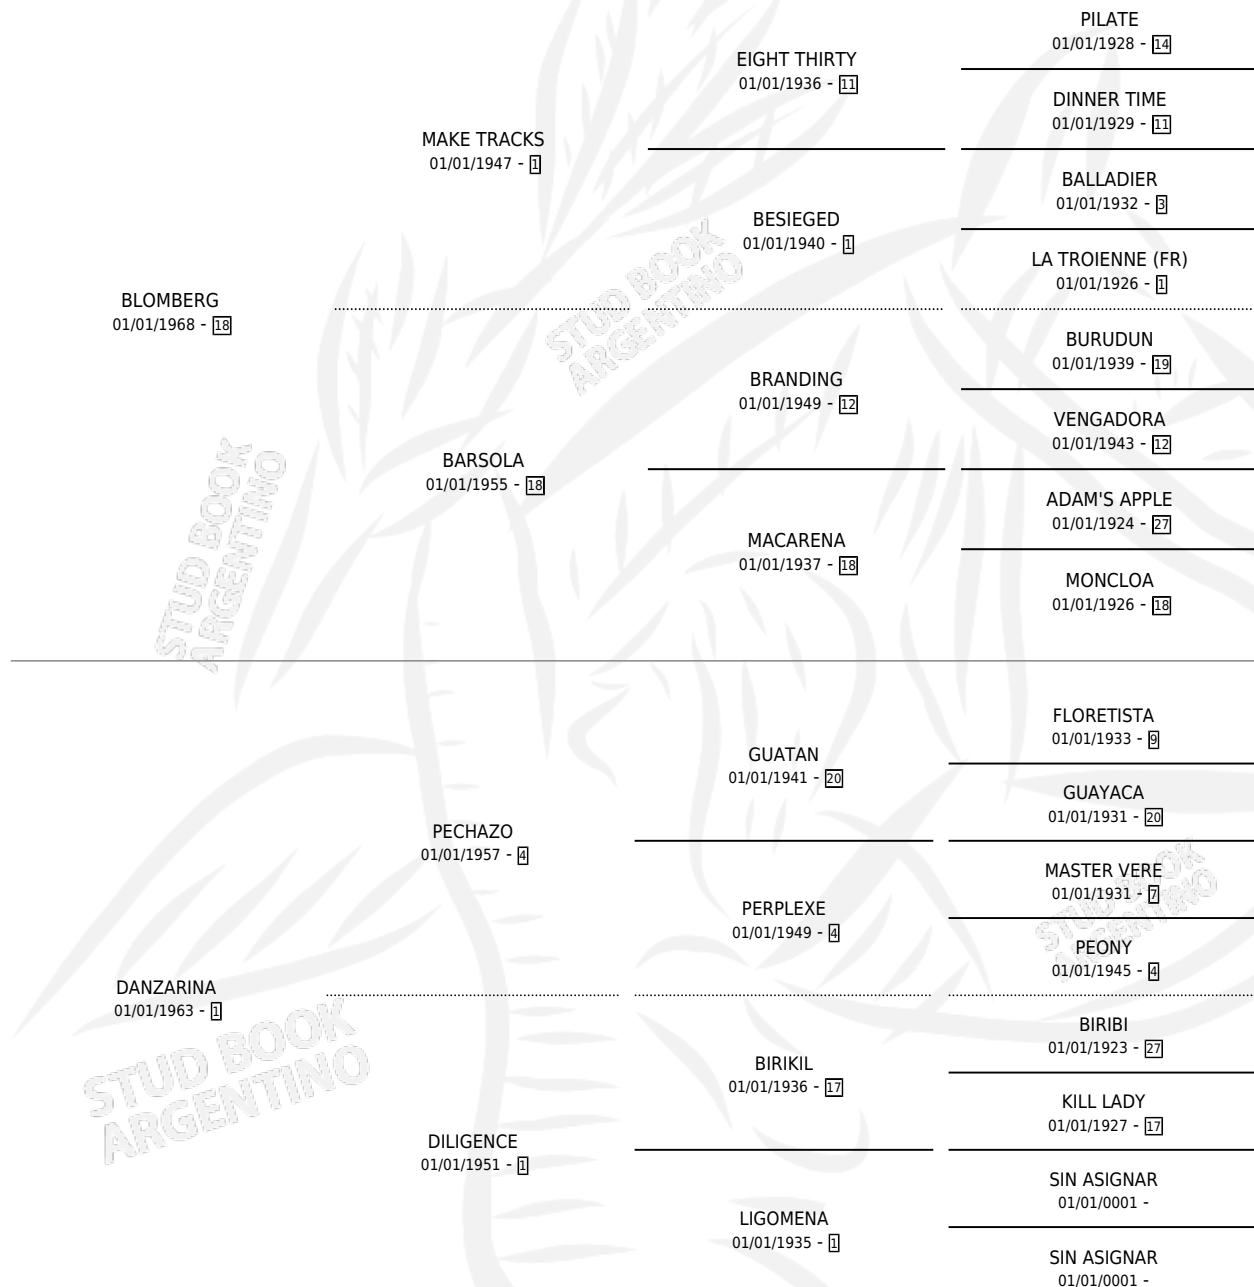 PILATE
01/01/1928 - 14
EIGHT THIRTY
01/01/1936 - 11
DINNER TIME
01/01/1929 - 11
MAKE TRACKS
01/01/1947 - 1
BALLADIER
01/01/1932 - 3
BESIEGED
01/01/1940 - 1
LA TROIENNE (FR)
01/01/1926 - 1
BLOMBERG
01/01/1968 - 18
BURUDUN
01/01/1939 - 19
BRANDING
01/01/1949 - 12
VENGADORA
01/01/1943 - 12
BARSOLA
01/01/1955 - 18
ADAM'S APPLE
01/01/1924 - 27
MACARENA
01/01/1937 - 18
MONCLOA
01/01/1926 - 18
STUD BOOK
ARGENTINO
STUD BOOK
ARGENTINO
FLORETISTA
01/01/1933 - 9
GUATAN
01/01/1941 - 20
GUAYACA
01/01/1931 - 20
PECHAZO
01/01/1957 - 4
MASTER VERE
01/01/1931 - 7
PERPLEXE
01/01/1949 - 4
PEONY
01/01/1945 - 4
STUD BOOK
ARGENTINO
DANZARINA
01/01/1963 - 1
BIRIBI
01/01/1923 - 27
BIRIKIL
01/01/1936 - 17
KILL LADY
01/01/1927 - 17
STUD BOOK
ARGENTINO
DILIGENCE
01/01/1951 - 1
SIN ASIGNAR
01/01/0001 -
LIGOMENA
01/01/1935 - 1
SIN ASIGNAR
01/01/0001 -